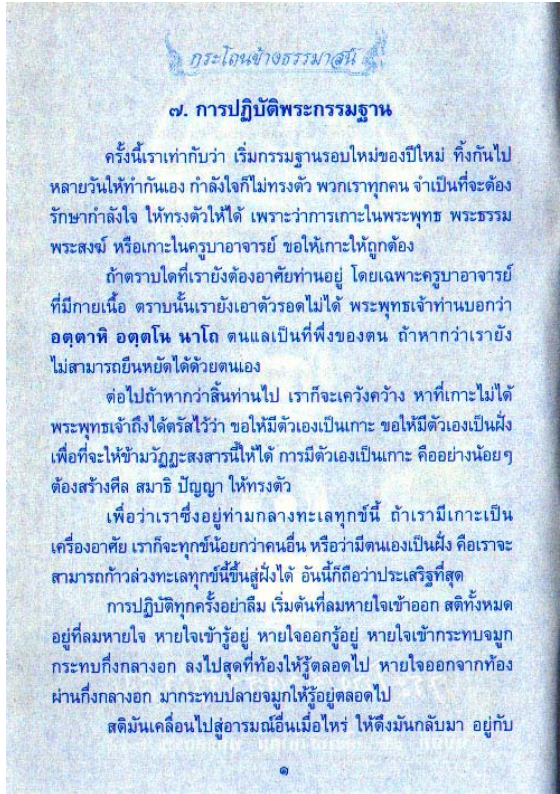 กระโถนข้างธรรมาสน์
๗. การปฏิบัติพระกรรมฐาน
ครั้งนี้เราเท่ากับว่า เริ่มกรรมฐานรอบใหม่ของปีใหม่ ทิ้งกันไป
หลายวันให้ทำกันเอง กำลังใจก็ไม่ทรงตัว พวกเราทุกคน จำเป็นที่จะต้อง
รักษากำลังใจ ให้ทรงตัวให้ได้ เพราะว่าการเกาะในพระพุทธ พระธรรม
พระสงฆ์ หรือเกาะในครูบาอาจารย์ ขอให้เกาะให้ถูกต้อง
ถ้าตราบใดที่เรายังต้องอาศัยท่านอยู่ โดยเฉพาะครูบาอาจารย์
ที่มีกายเนื้อ ตราบนั้นเรายังเอาตัวรอดไม่ได้ พระพุทธเจ้าท่านบอกว่า
อตฺตาหิ อตฺตโน นาโถ ตนแลเป็นที่พึ่งของตน ถ้าหากว่าเรายัง
ไม่สามารถยืนหยัดได้ด้วยตนเอง
ต่อไปถ้าหากว่าสิ้นท่านไป เราก็จะเคว้งคว้าง หาที่เกาะไม่ได้
พระพุทธเจ้าถึงได้ตรัสไว้ว่า ขอให้มีตัวเองเป็นเกาะ ขอให้มีตัวเองเป็นฝั่ง
เพื่อที่จะให้ข้ามวัฏฏะสงสารนี้ให้ได้ การมีตัวเองเป็นเกาะ คืออย่างน้อยๆ
ต้องสร้างศีล สมาธิ ปัญญา ให้ทรงตัว
เพื่อว่าเราซึ่งอยู่ท่ามกลางทะเลทุกข์นี้ ถ้าเรามีเกาะเป็น
เครื่องอาศัย เราก็จะทุกข์น้อยกว่าคนอื่น หรือว่ามีตนเองเป็นฝั่ง คือเราจะ
สามารถก้าวล่วงทะเลทุกข์นี้ขึ้นสู่ฝั่งได้ อันนี้ก็ถือว่าประเสริฐที่สุด
การปฏิบัติทุกครั้งอย่าลืม เริ่มต้นที่ลมหายใจเข้าออก สติทั้งหมด
อยู่ที่ลมหายใจ หายใจเข้ารู้อยู่ หายใจออกรู้อยู่ หายใจเข้ากระทบจมูก
กระทบกึ่งกลางอก ลงไปสุดที่ท้องให้รู้ตลอดไป หายใจออกจากท้อง
ผ่านกึ่งกลางอก มากระทบปลายจมูกให้รู้อยู่ตลอดไป
สติมันเคลื่อนไปสู่อารมณ์อื่นเมื่อไหร่ ให้ดึงมันกลับมา อยู่กับ
๑